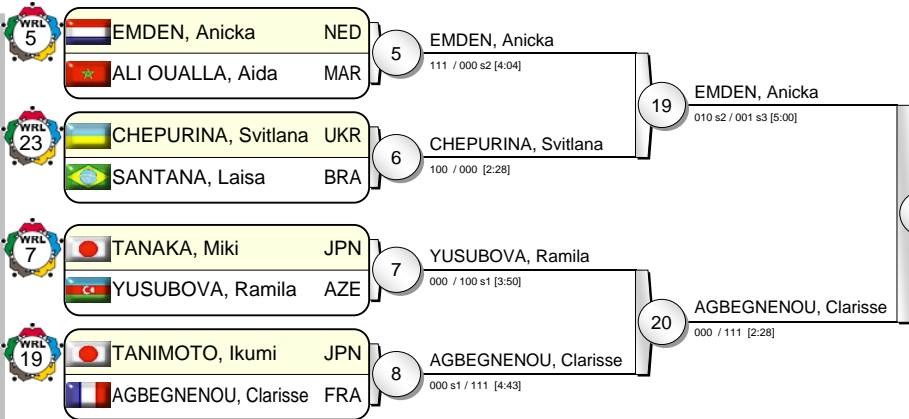 WRL
5
EMDEN, Anicka NED
ALI OUALLA, Aida MAR
5
EMDEN, Anicka
111 / 000 s2 [4:04]
WRL
23
CHEPURINA, Svitlana UKR
SANTANA, Laisa BRA
6
CHEPURINA, Svitlana
100 / 000 [2:28]
19
EMDEN, Anicka
010 s2 / 001 s3 [5:00]
WRL
7
TANAKA, Miki JPN
YUSUBOVA, Ramila AZE
7
YUSUBOVA, Ramila
000 / 100 s1 [3:50]
WRL
19
TANIMOTO, Ikumi JPN
AGBEGNENOU, Clarisse FRA
8
AGBEGNENOU, Clarisse
000 s1 / 111 [4:43]
20
AGBEGNENOU, Clarisse
000 / 111 [2:28]